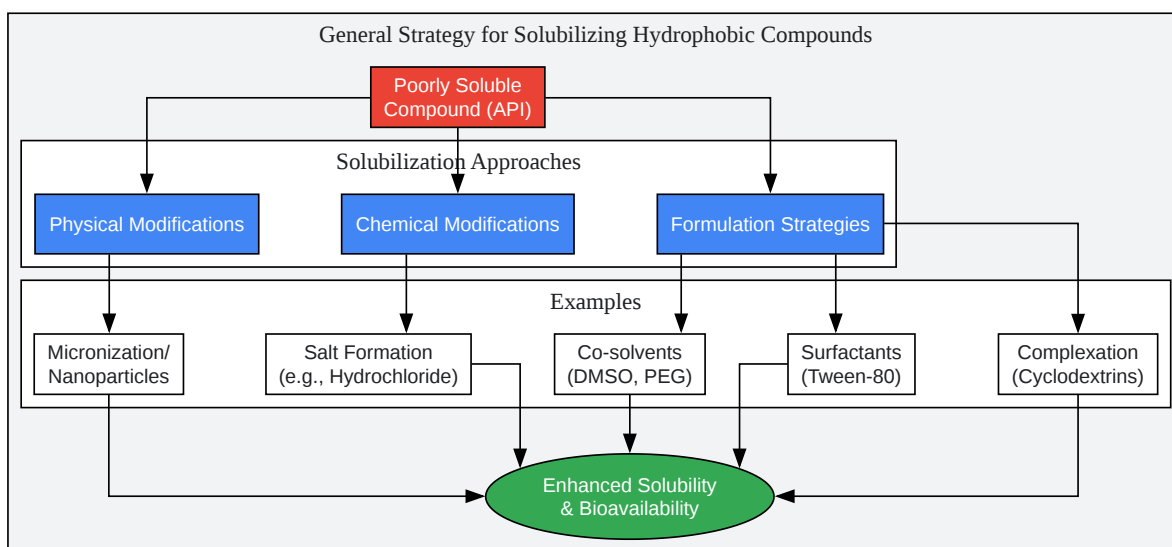 General Strategy for Solubilizing Hydrophobic Compounds
Poorly Soluble
Compound (API)
Solubilization Approaches
Physical Modifications
Chemical Modifications
Formulation Strategies
Examples
Micronization/
Nanoparticles
Salt Formation
(e.g., Hydrochloride)
Co-solvents
(DMSO, PEG)
Surfactants
(Tween-80)
Complexation
(Cyclodextrins)
Enhanced Solubility
& Bioavailability